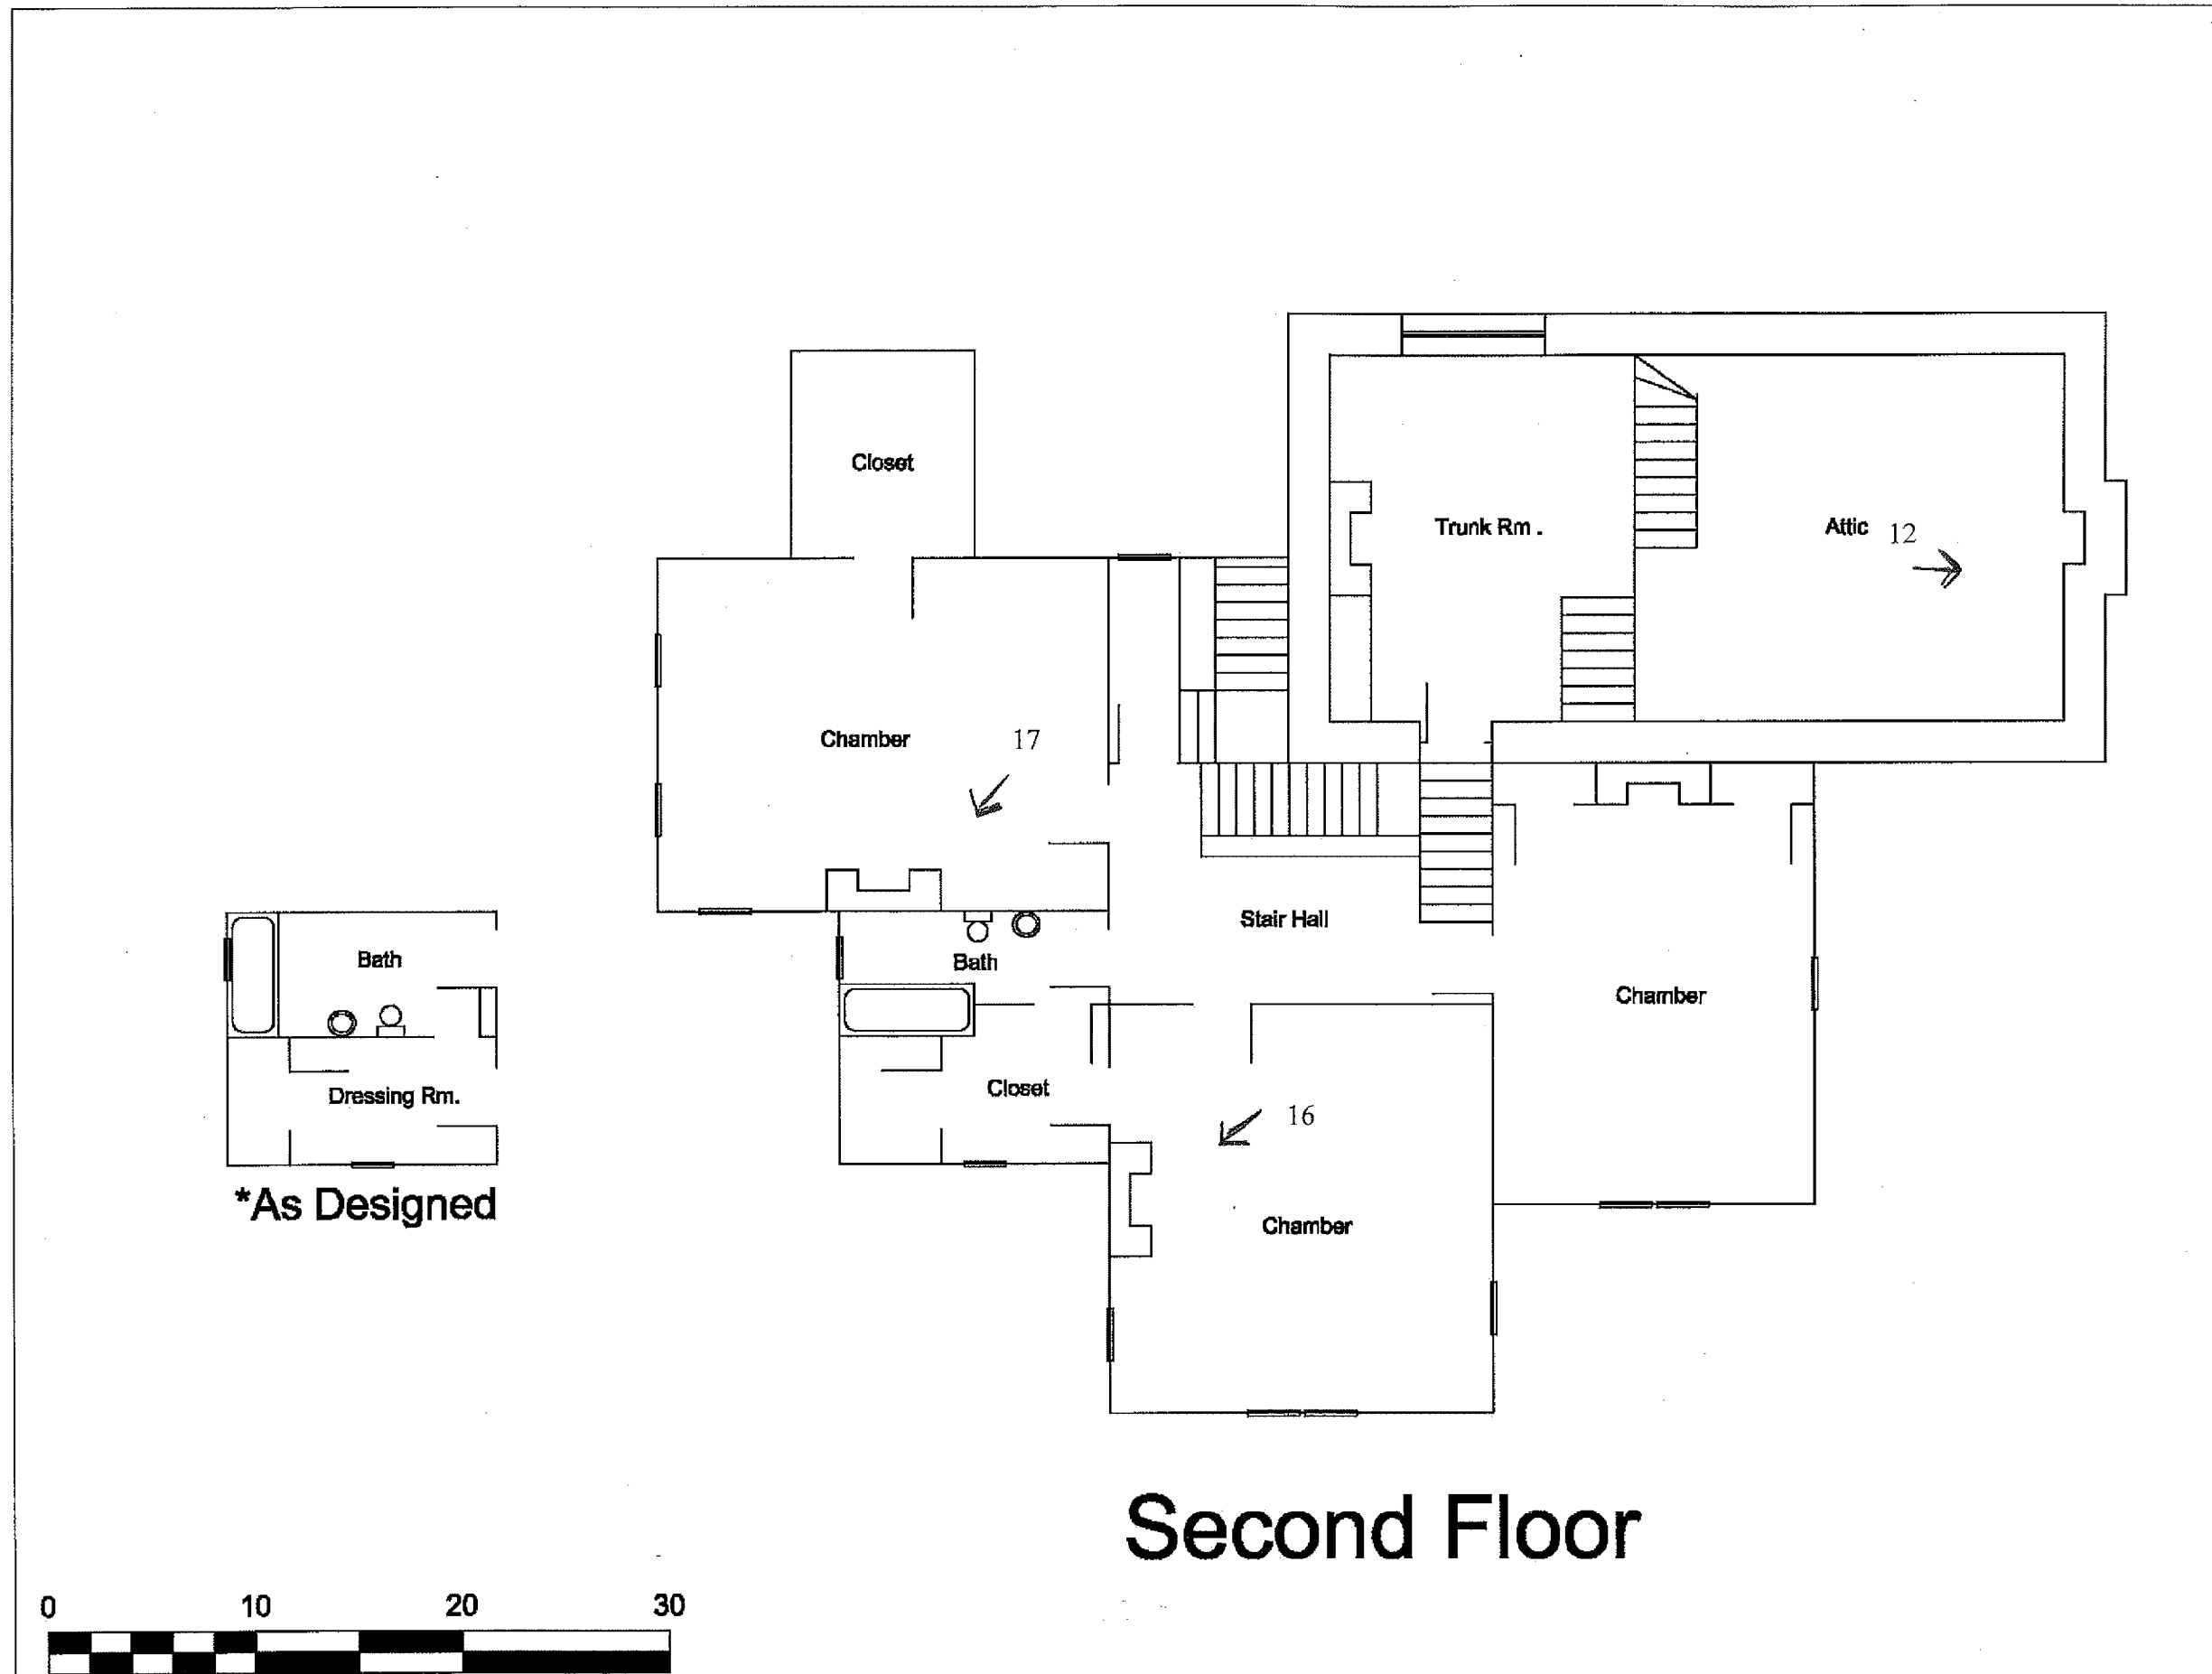 Closet
Trunk Rm .
Attic 12
Chamber 17
Stair Hall
Bath
Bath
Chamber
Closet
Dressing Rm.
16
*As Designed
Chamber
Second Floor
0 10 20 30